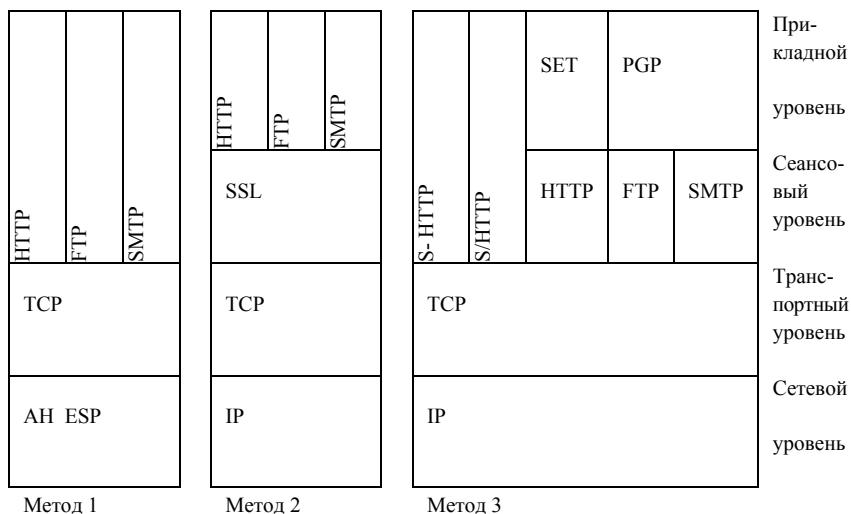 При-
кладной
уровень
SET
PGP
HTTP
FTP
SMTP
Сеансо-
вый
уровень
SSL
HTTP
FTP
SMTP
HTTP
FTP
SMTP
S- HTTP
S/HTTP
Транс-
портный
уровень
TCP
TCP
TCP
Сетевой
уровень
AH ESP
IP
IP
Метод 1
Метод 2
Метод 3